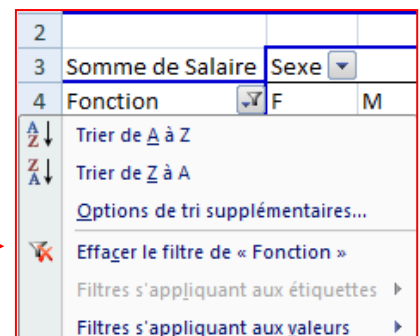 2
3 Somme de Salaire Sexe
4 Fonction F M
Trier de A à Z
Trier de Z à A
Options de tri supplémentaires...
Effacer le filtre de « Fonction »
Filtres s'appliquant aux étiquettes
Filtres s'appliquant aux valeurs